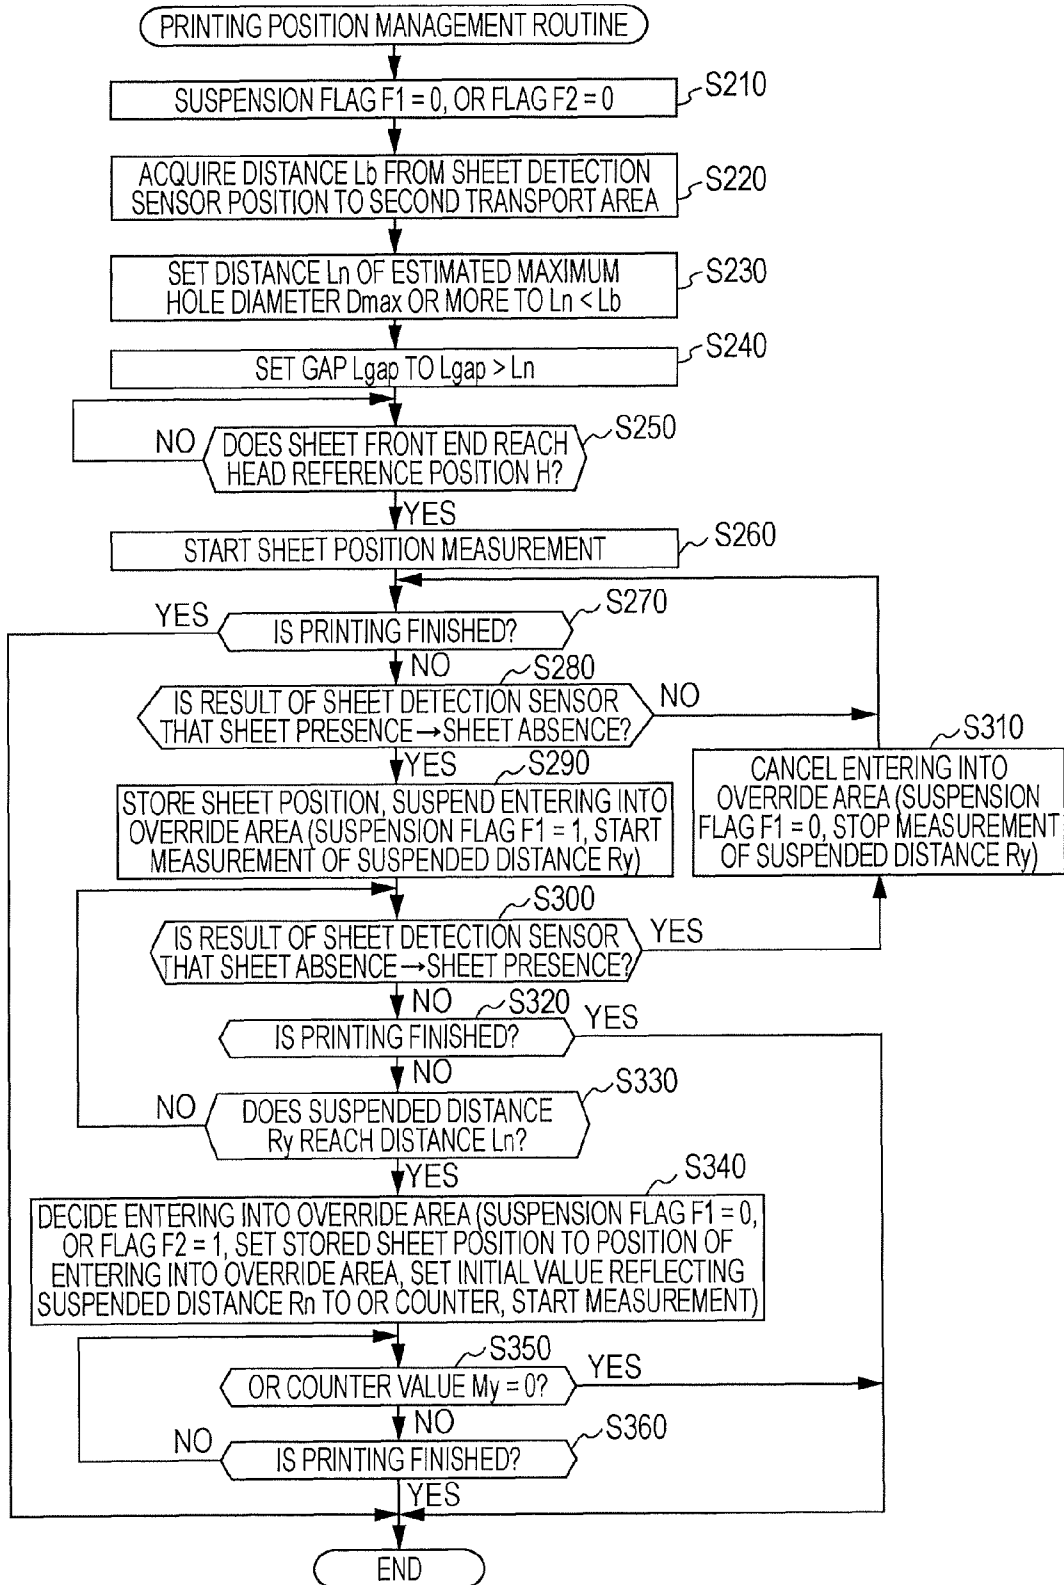 PRINTING POSITION MANAGEMENT ROUTINE
S210
SUSPENSION FLAG F1 = 0, OR FLAG F2 = 0
S220
ACQUIRE DISTANCE Lb FROM SHEET DETECTION
SENSOR POSITION TO SECOND TRANSPORT AREA
S230
SET DISTANCE Ln OF ESTIMATED MAXIMUM
HOLE DIAMETER Dmax OR MORE TO Ln < Lb
S240
SET GAP Lgap TO Lgap > Ln
S250
NO
DOES SHEET FRONT END REACH
HEAD REFERENCE POSITION H?
YES
S260
START SHEET POSITION MEASUREMENT
S270
YES
IS PRINTING FINISHED?
NO
S280
IS RESULT OF SHEET DETECTION SENSOR
THAT SHEET PRESENCE → SHEET ABSENCE?
NO
YES
S290
STORE SHEET POSITION, SUSPEND ENTERING INTO
OVERRIDE AREA (SUSPENSION FLAG F1 = 1, START
MEASUREMENT OF SUSPENDED DISTANCE Ry)
S310
CANCEL ENTERING INTO
OVERRIDE AREA (SUSPENSION
FLAG F1 = 0, STOP MEASUREMENT
OF SUSPENDED DISTANCE Ry)
S300
IS RESULT OF SHEET DETECTION SENSOR
THAT SHEET ABSENCE → SHEET PRESENCE?
YES
NO
S320
IS PRINTING FINISHED?
YES
NO
S330
NO
DOES SUSPENDED DISTANCE
Ry REACH DISTANCE Ln?
YES
S340
DECIDE ENTERING INTO OVERRIDE AREA (SUSPENSION FLAG F1 = 0,
OR FLAG F2 = 1, SET STORED SHEET POSITION TO POSITION OF
ENTERING INTO OVERRIDE AREA, SET INITIAL VALUE REFLECTING
SUSPENDED DISTANCE Rn TO OR COUNTER, START MEASUREMENT)
S350
OR COUNTER VALUE My = 0?
YES
NO
S360
NO
IS PRINTING FINISHED?
YES
END